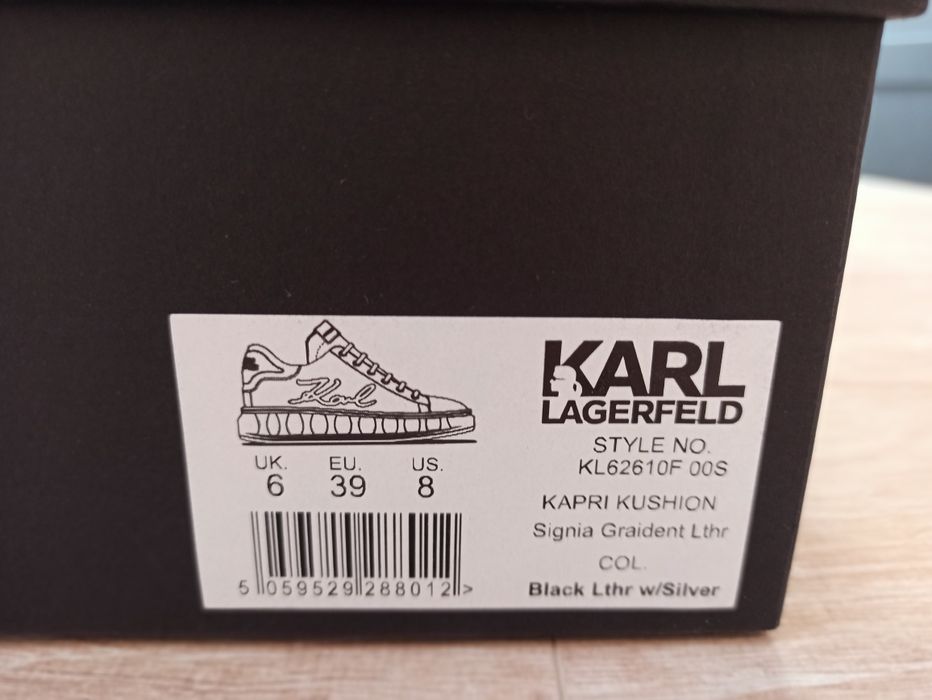 Karl
KARL
LAGERFELD
STYLE NO.
KL62610F 00S
KAPRI KUSHION
Signia Graident Lthr
COL.
Black Lthr w/Silver
UK. EU. US.
6 39 8
5 059529 288012 >